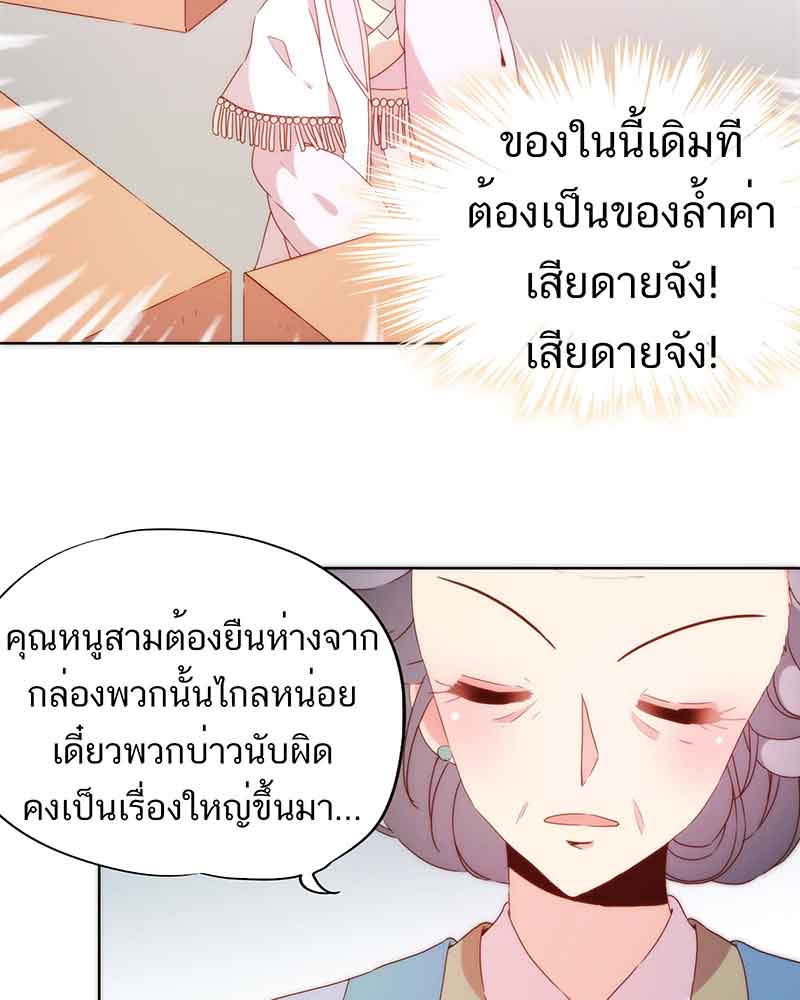 ของในนี้เดิมที
ต้องเป็นของล้ำค่า
เสียดายจัง!
เสียดายจัง!
คุณหนูสามต้องยืนห่างจาก
กล่องพวกนั้นไกลหน่อย
เดี๋ยวพวกบ่าวนับผิด
คงเป็นเรื่องใหญ่ขึ้นมา...